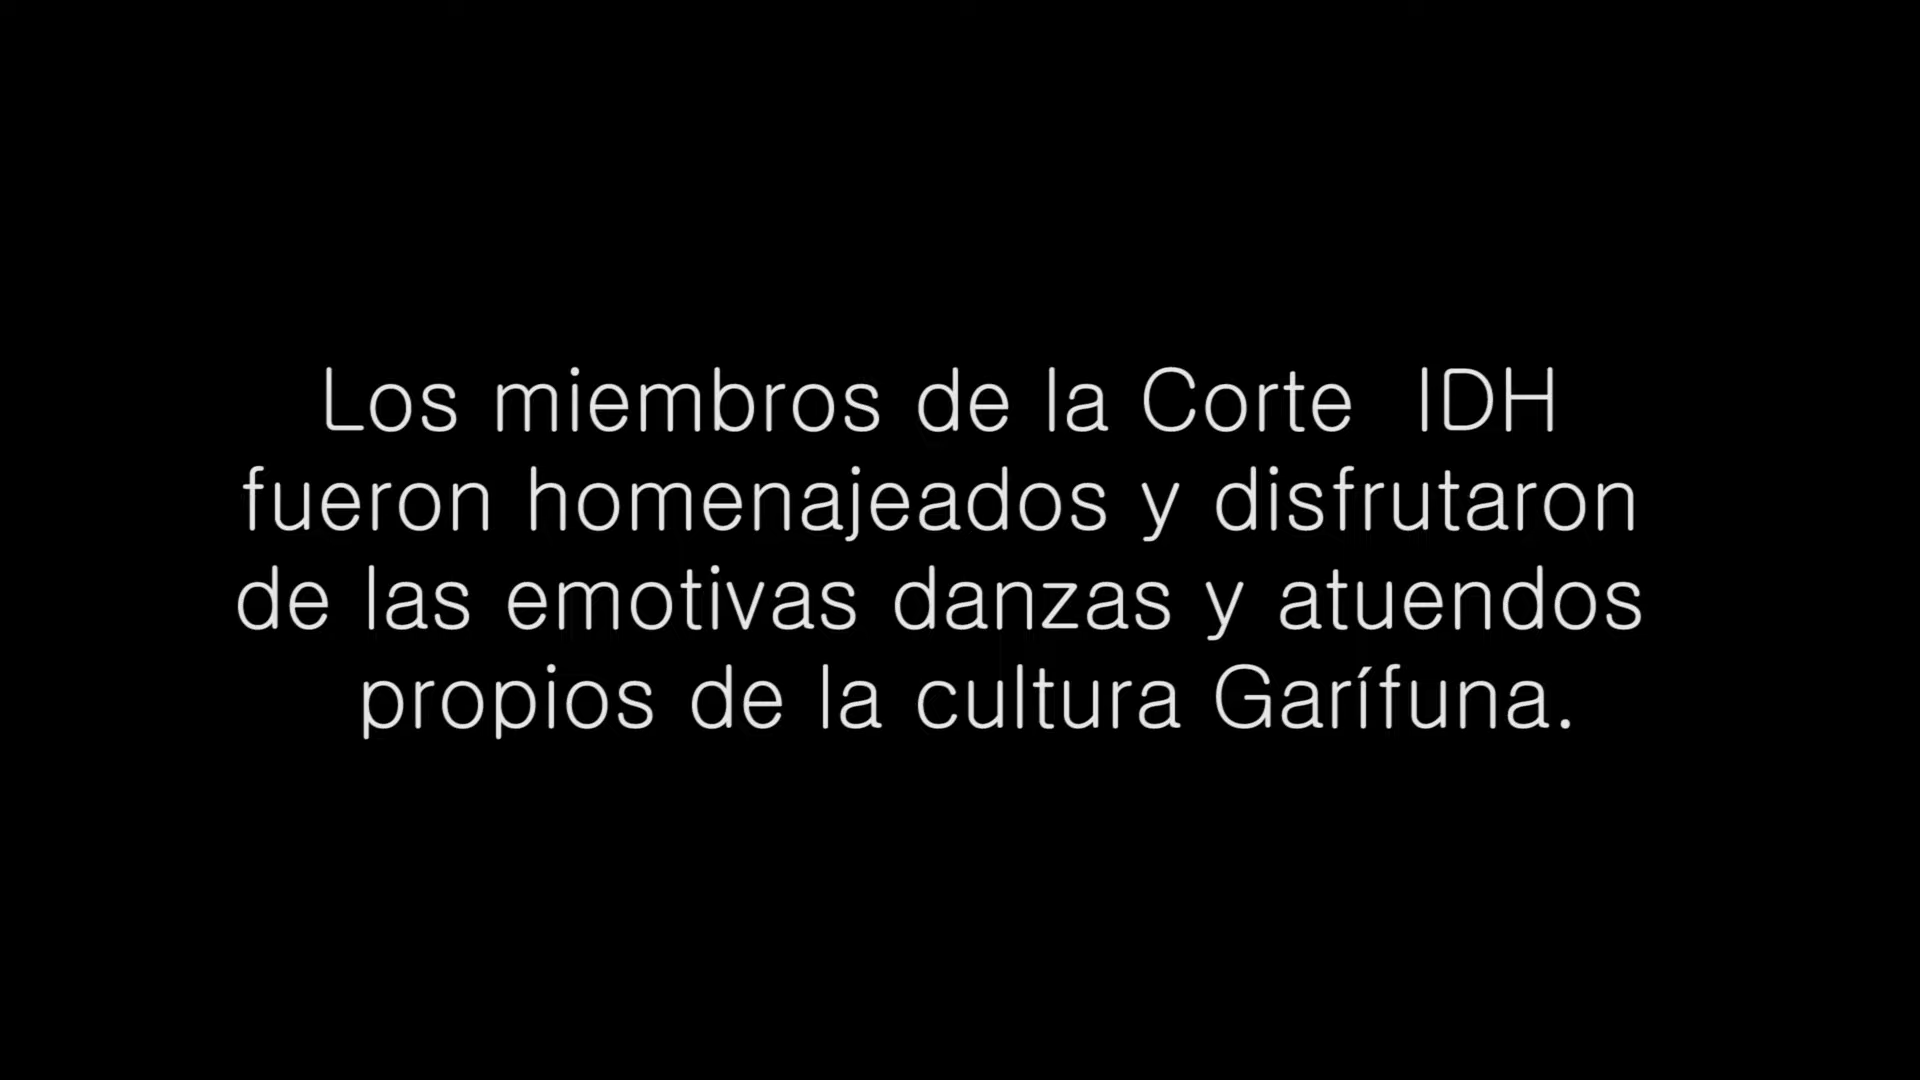 Los miembros de la Corte  IDH
fueron homenajeados y disfrutaron
de las emotivas danzas y atuendos
propios de la cultura Garífuna.